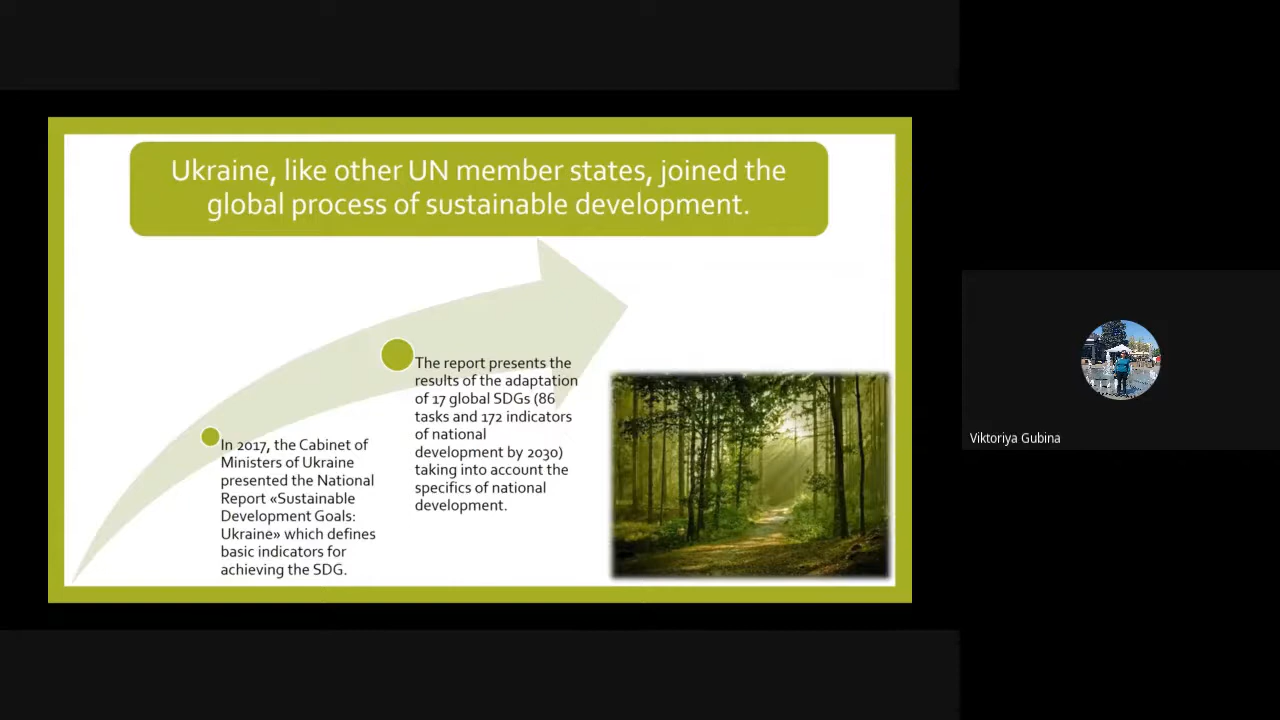 Ukraine, like other UN member states, joined the
global process of sustainable development.
In 2017, the Cabinet of
Ministers of Ukraine
presented the National
Report «Sustainable
Development Goals:
Ukraine» which defines
basic indicators for
achieving the SDG.
The report presents the
results of the adaptation
of 17 global SDGs (86
tasks and 172 indicators
of national
development by 2030)
taking into account the
specifics of national
development.
Viktoriya Gubina